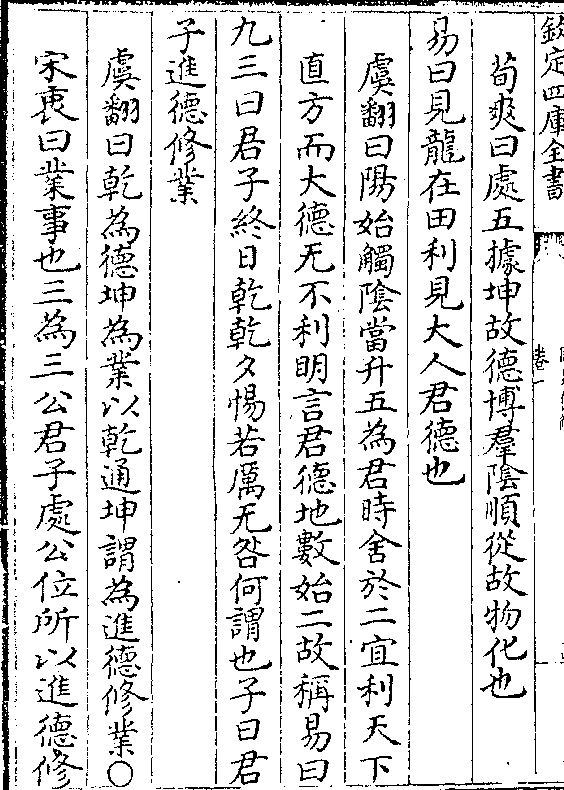 欽定四庫全書
卷一
荀爽曰處五據坤故德博羣隂順從故物化也
易曰見龍在田利見大人君德也
虞翻曰陽始觸隂當升五為君時舍於二宜利天下
直方而大德无不利明言君德地數始二故稱易曰
九三曰君子終日乾乾夕惕若厲无咎何謂也子曰君
子進德修業
虞翻曰乾為德坤為業以乾通坤謂為進德修業○
宋衷曰業事也三為三公君子處公位所以進德修